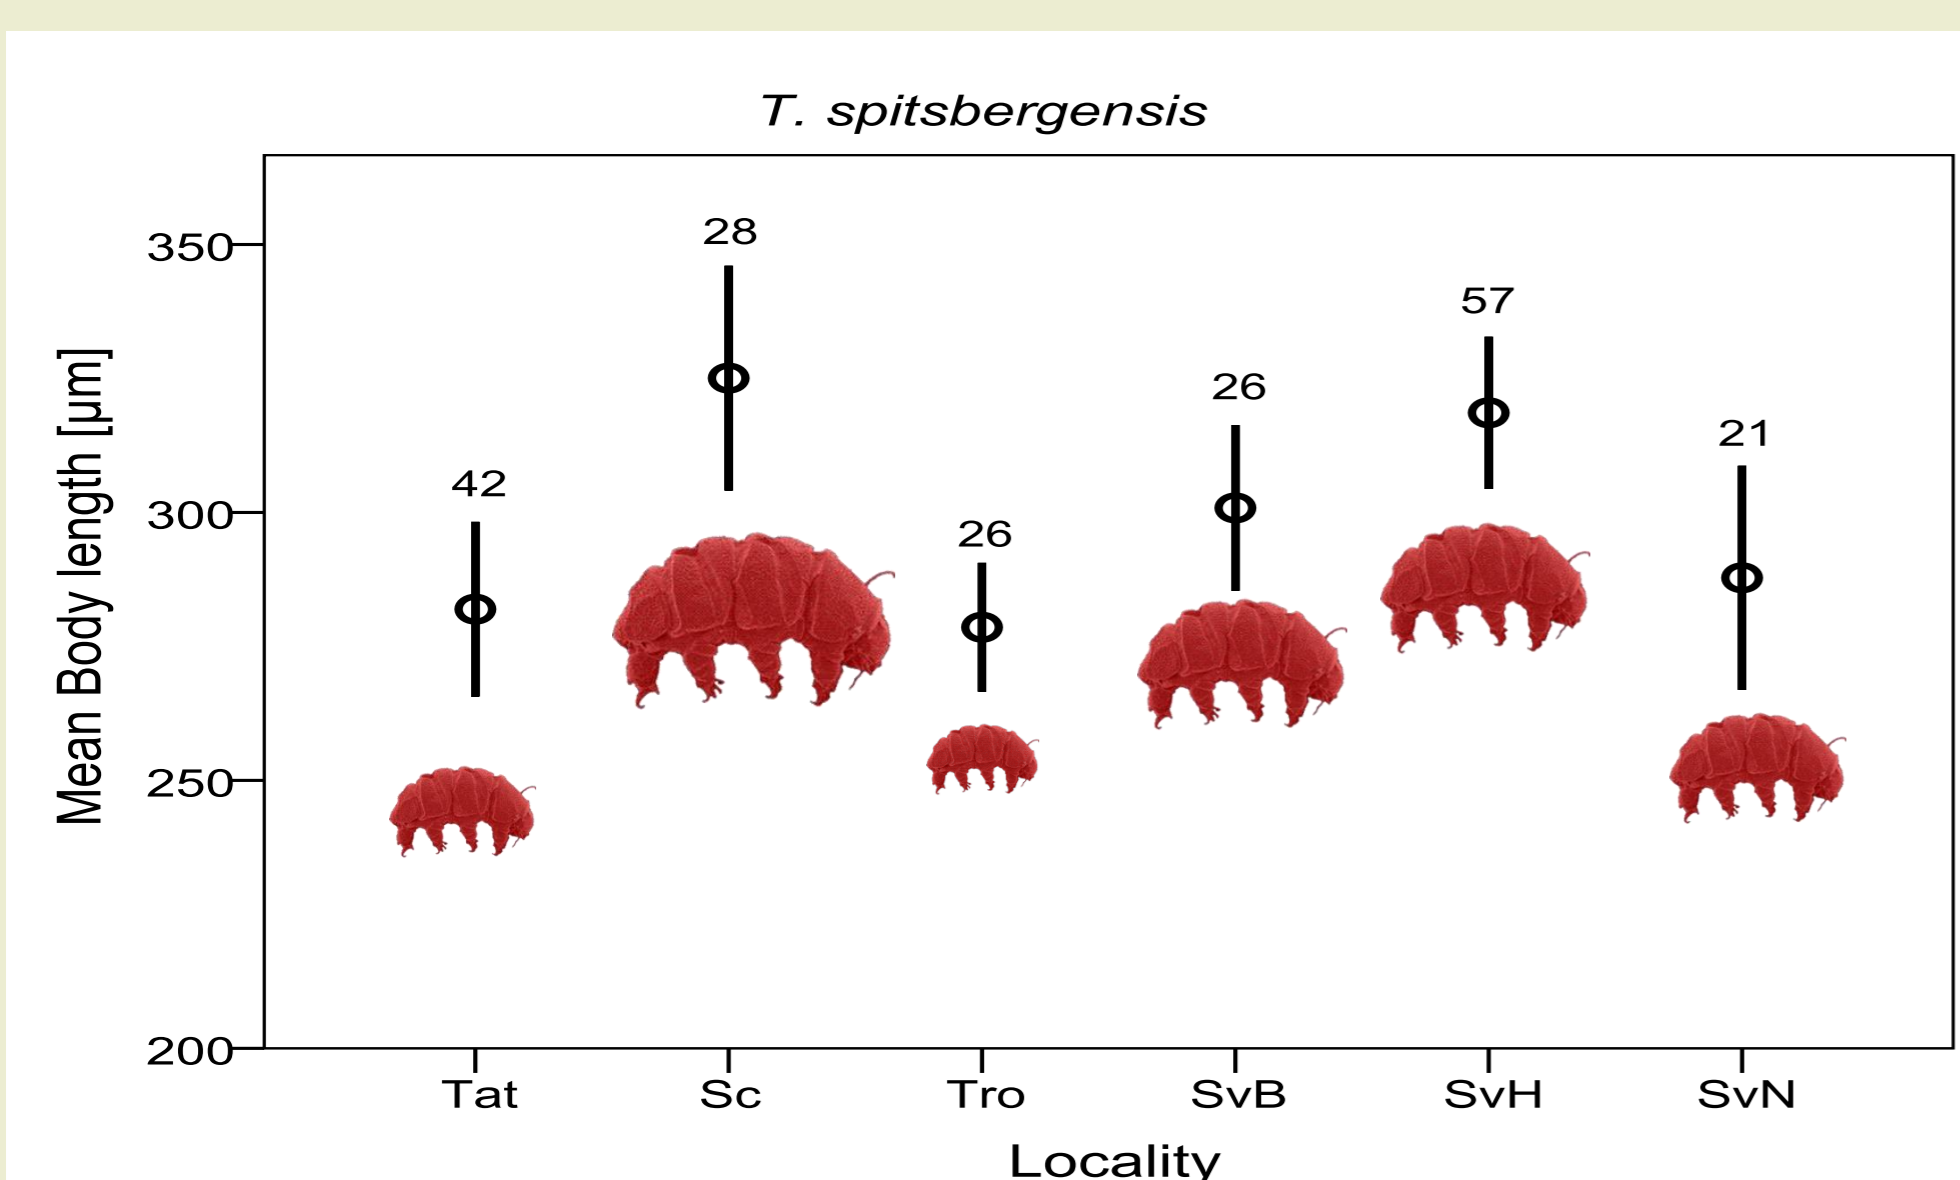 T. spitsbergensis
Mean Body length [µm]
350
300
250
200
42
28
26
26
57
21
Tat
Sc
Tro
SvB
SvH
SvN
Locality